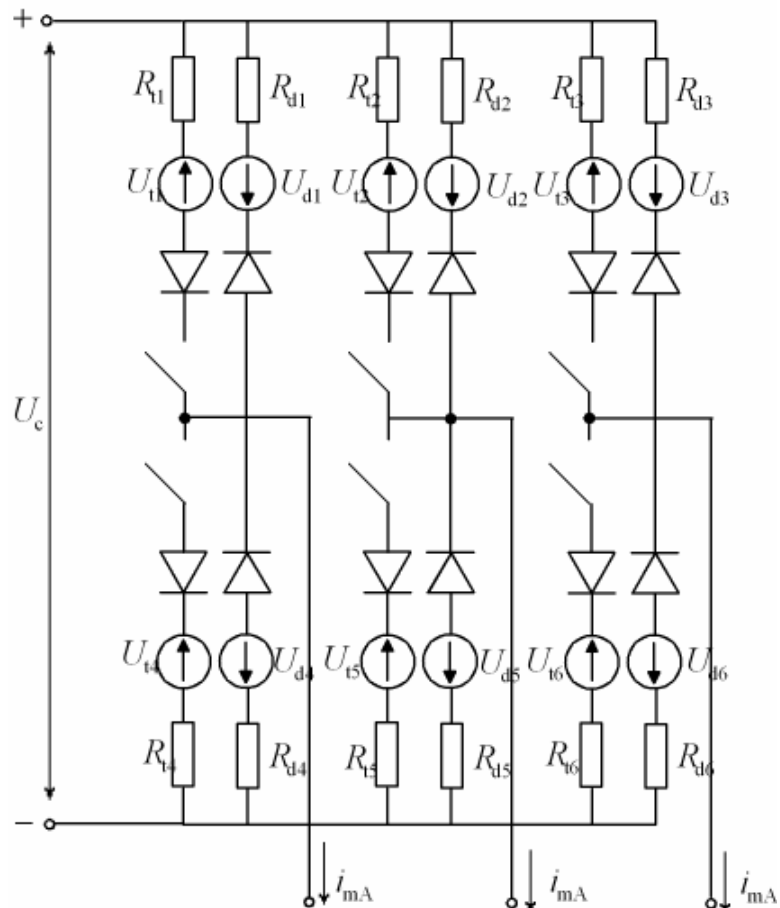 +
R_t1 R_d1 R_t2 R_d2 R_t3 R_d3
U_t1 U_d1 U_t2 U_d2 U_t3 U_d3
U_c
U_t4 U_d4 U_t5 U_d5 U_t6 U_d6
R_t4 R_d4 R_t5 R_d5 R_t6 R_d6
−
i_mA i_mA i_mA